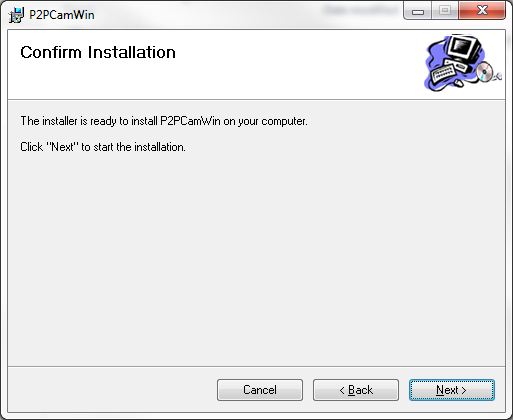 P2PCamWin
Confirm Installation
The installer is ready to install P2PCamWin on your computer.
Click "Next" to start the installation.
Cancel
< Back
Next >